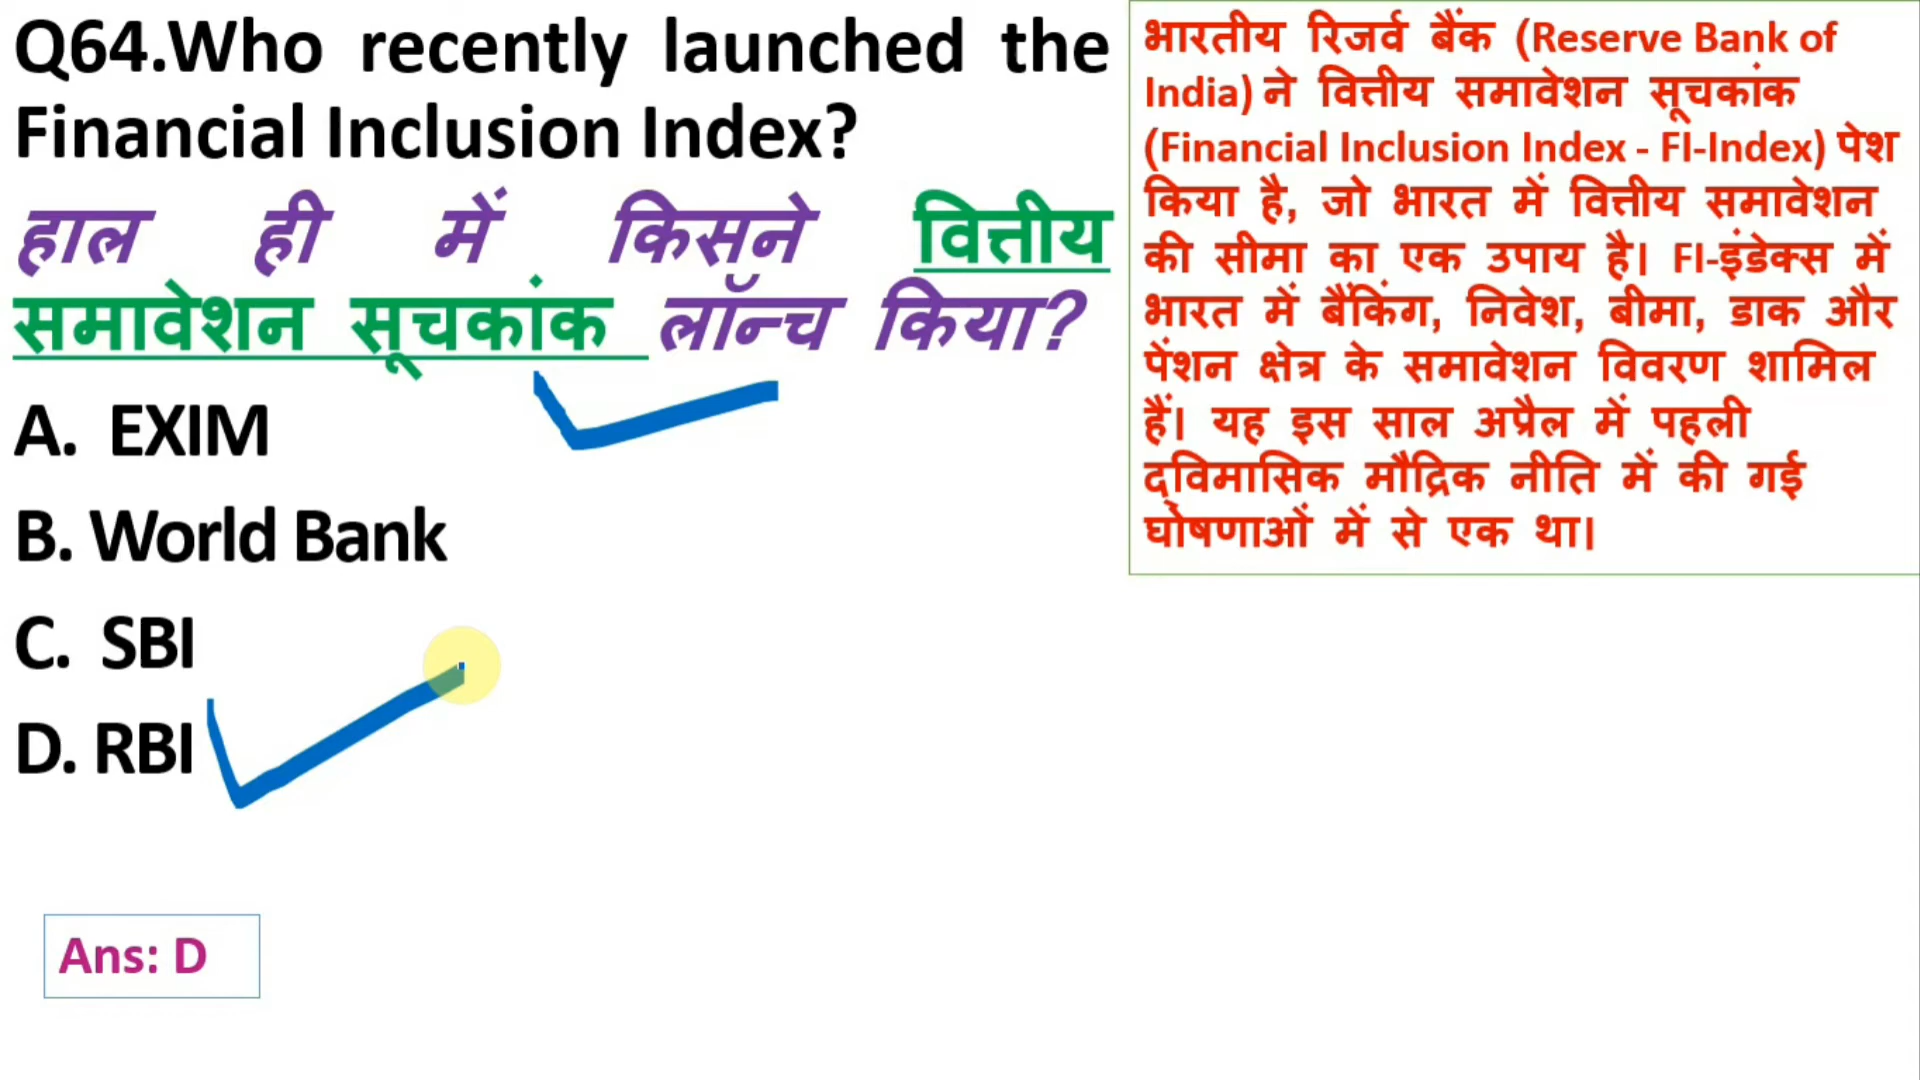 Q64.Who recently launched the
Financial Inclusion Index?
हाल ही में किसने वित्तीय
समावेशन सूचकांक लॉन्च किया?
A. EXIM
B. World Bank
C. SBI
D. RBI
Ans: D
भारतीय रिजर्व बैंक (Reserve Bank of
India) ने वित्तीय समावेशन सूचकांक
(Financial Inclusion Index - FI-Index) पेश
किया है, जो भारत में वित्तीय समावेशन
की सीमा का एक उपाय है। FI-इंडेक्स में
भारत में बैंकिंग, निवेश, बीमा, डाक और
पेंशन क्षेत्र के समावेशन विवरण शामिल
हैं। यह इस साल अप्रैल में पहली
द्विमासिक मौद्रिक नीति में की गई
घोषणाओं में से एक था।